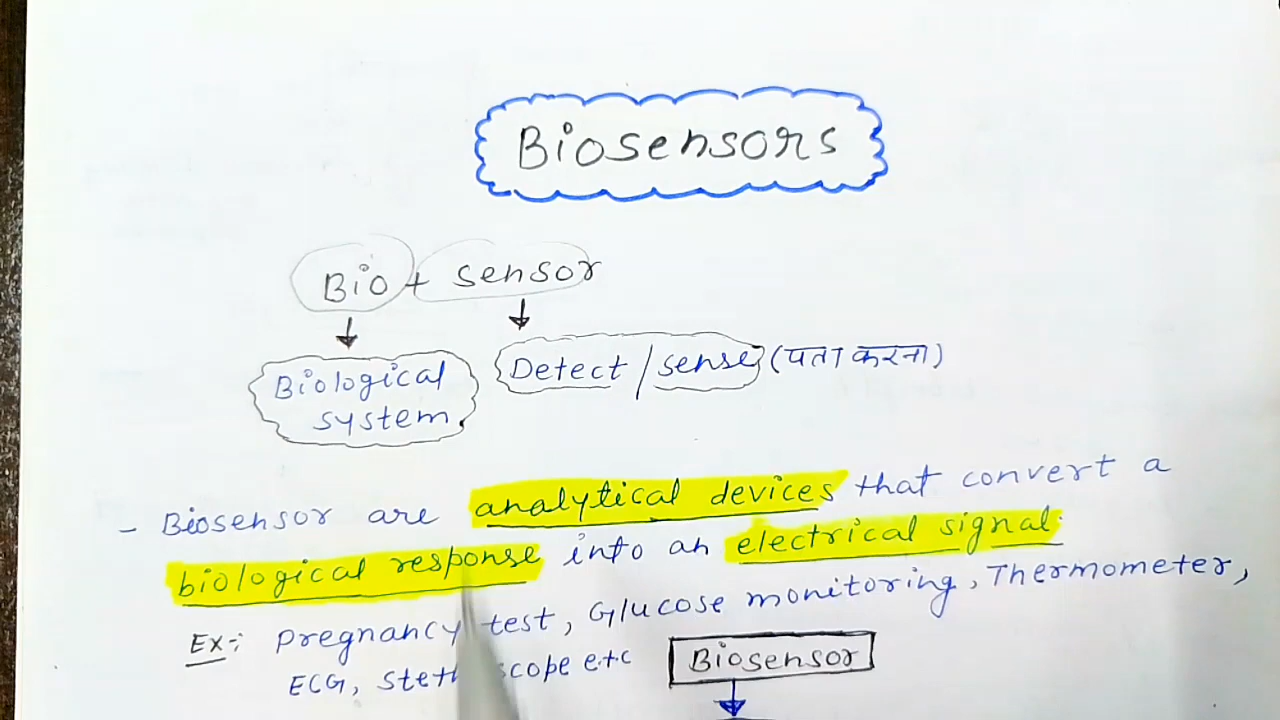 Biosensors
Bio + sensor
Biological system
Detect / sense (पता करना)
- Biosensor are analytical devices that convert a
biological response into an electrical signal.
Ex-: Pregnancy test, Glucose monitoring, Thermometer,
ECG, etc
Biosensor